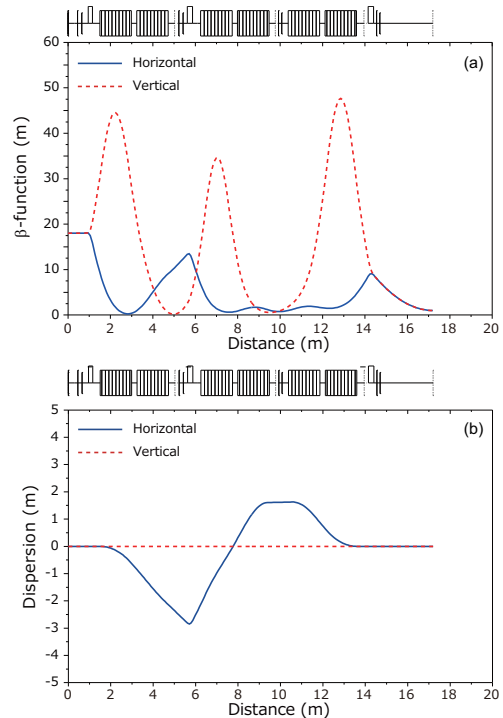 60
50
40
30
20
10
0
β-function (m)
Horizontal
Vertical
(a)
0 2 4 6 8 10 12 14 16 18 20
Distance (m)
5
4
3
2
1
0
-1
-2
-3
-4
-5
Dispersion (m)
Horizontal
Vertical
(b)
0 2 4 6 8 10 12 14 16 18 20
Distance (m)